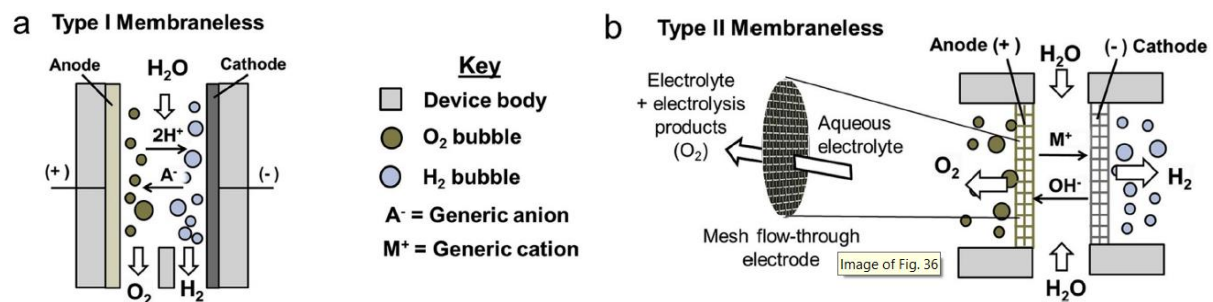 a Type I Membraneless
Anode
H₂O
Cathode
2H⁺
(+)
A⁻
(-)
O₂
H₂
Key
Device body
O₂ bubble
H₂ bubble
A⁻ = Generic anion
M⁺ = Generic cation
b Type II Membraneless
Electrolyte
+ electrolysis
products
(O₂)
Aqueous
electrolyte
Mesh flow-through
electrode
Image of Fig. 36
Anode (+)
H₂O
(-) Cathode
M⁺
O₂
OH⁻
H₂
H₂O